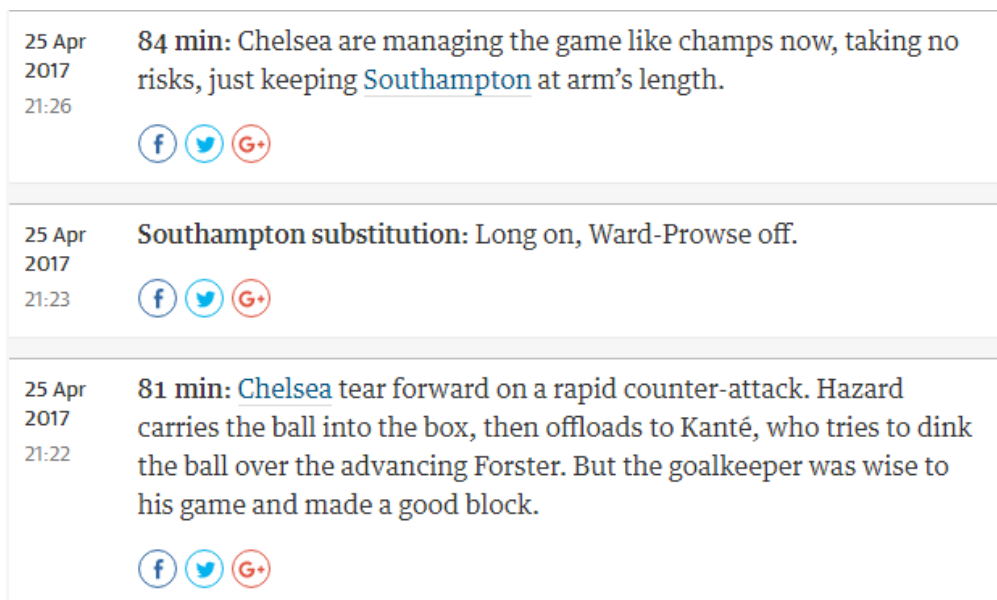 25 Apr
2017
21:26
84 min: Chelsea are managing the game like champs now, taking no
risks, just keeping Southampton at arm’s length.
f G+
25 Apr
2017
21:23
Southampton substitution: Long on, Ward-Prowse off.
f G+
25 Apr
2017
21:22
81 min: Chelsea tear forward on a rapid counter-attack. Hazard
carries the ball into the box, then offloads to Kanté, who tries to dink
the ball over the advancing Forster. But the goalkeeper was wise to
his game and made a good block.
f G+